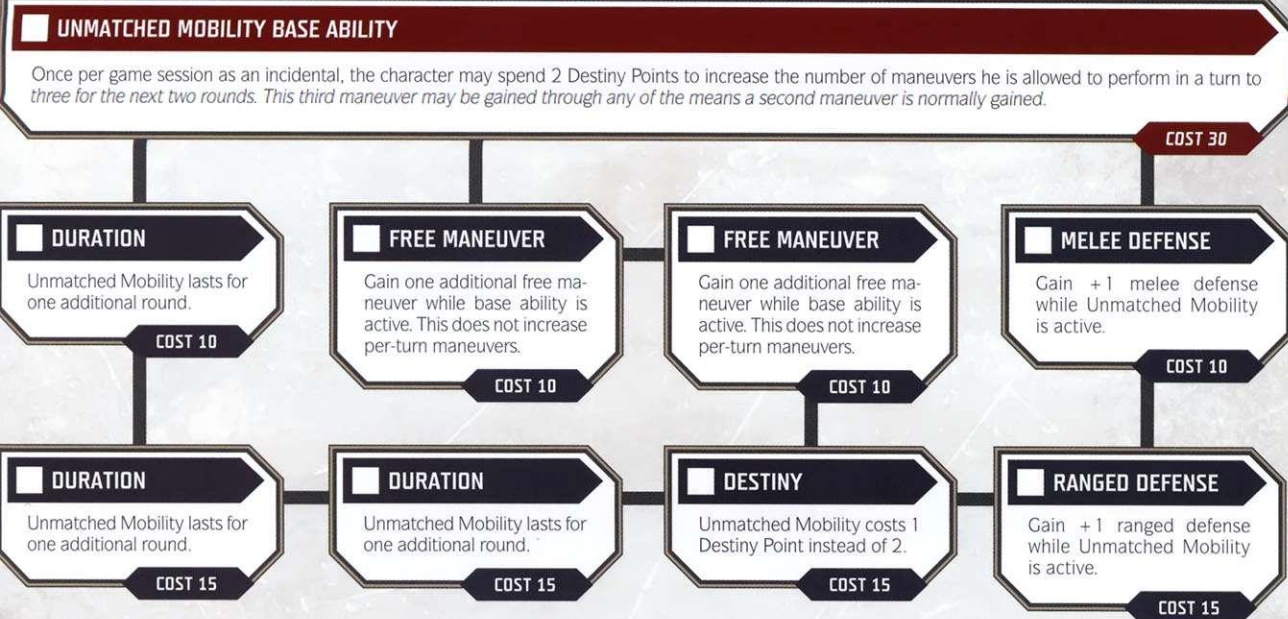 UNMATCHED MOBILITY BASE ABILITY
Once per game session as an incidental, the character may spend 2 Destiny Points to increase the number of maneuvers he is allowed to perform in a turn to
three for the next two rounds. This third maneuver may be gained through any of the means a second maneuver is normally gained.
COST 30
DURATION
Unmatched Mobility lasts for
one additional round.
COST 10
FREE MANEUVER
Gain one additional free ma-
neuver while base ability is
active. This does not increase
per-turn maneuvers.
COST 10
FREE MANEUVER
Gain one additional free ma-
neuver while base ability is
active. This does not increase
per-turn maneuvers.
COST 10
MELEE DEFENSE
Gain +1 melee defense
while Unmatched Mobility
is active.
COST 10
DURATION
Unmatched Mobility lasts for
one additional round.
COST 15
DURATION
Unmatched Mobility lasts for
one additional round.
COST 15
DESTINY
Unmatched Mobility costs 1
Destiny Point instead of 2.
COST 15
RANGED DEFENSE
Gain +1 ranged defense
while Unmatched Mobility
is active.
COST 15